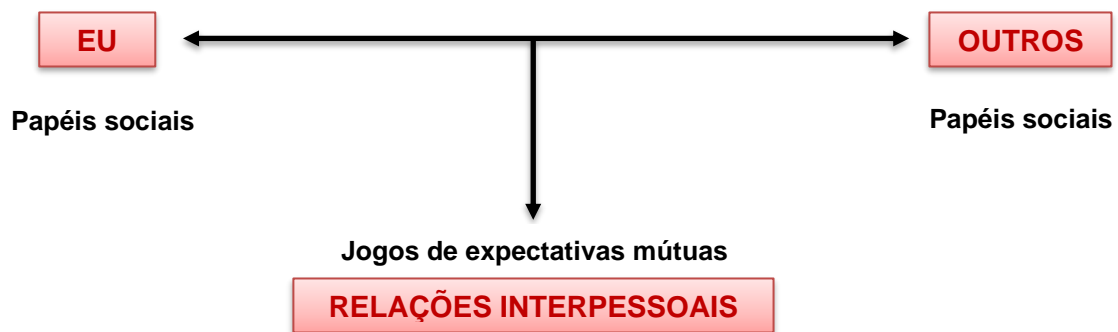 EU
OUTROS
Papéis sociais
Papéis sociais
Jogos de expectativas mútuas
RELAÇÕES INTERPESSOAIS